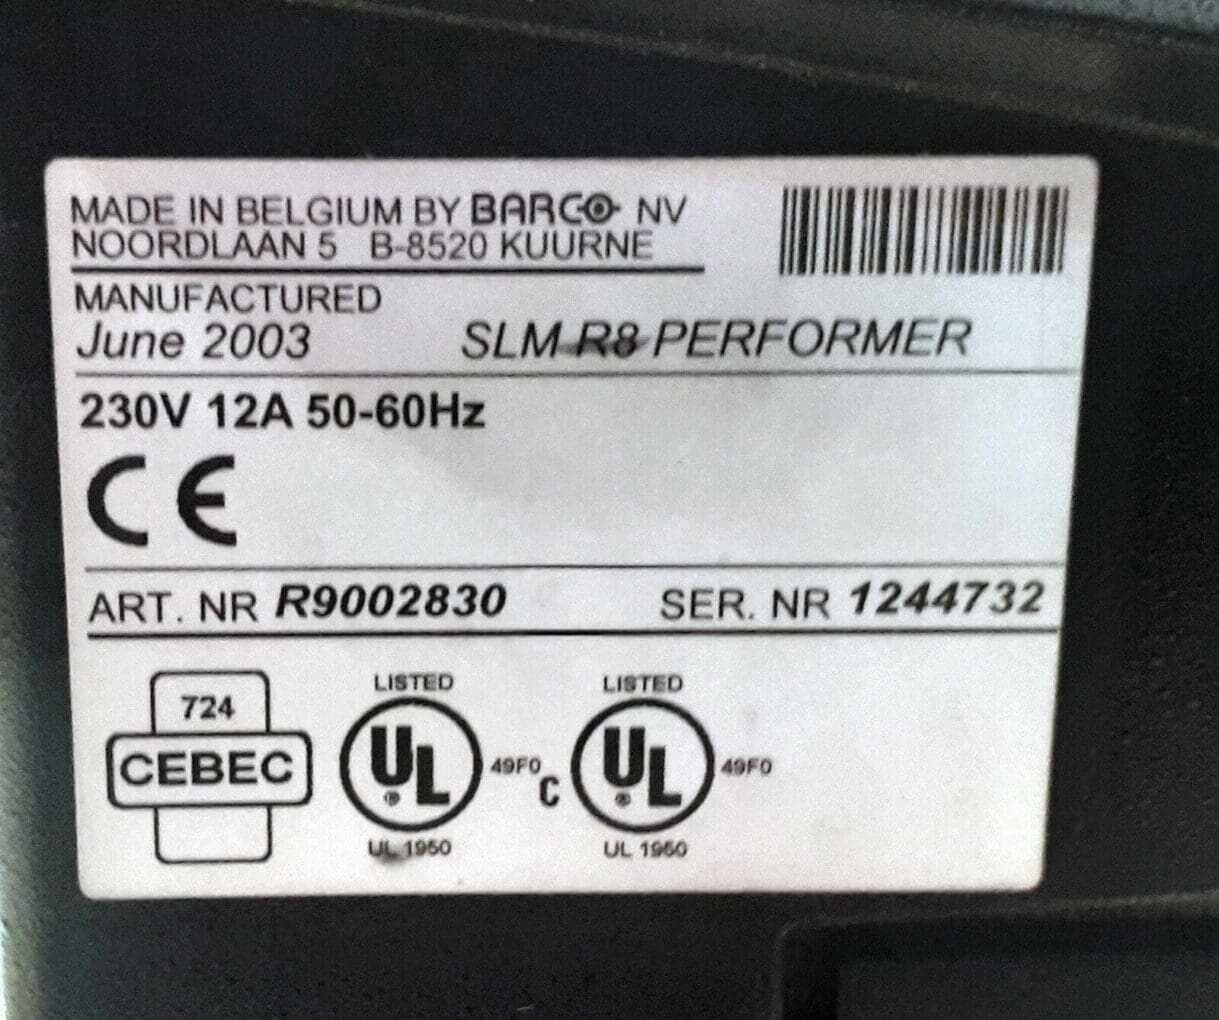 MADE IN BELGIUM BY BARCO NV
NOORDLAAN 5 B-8520 KUURNE
MANUFACTURED
June 2003 SLM R8 PERFORMER
230V 12A 50-60Hz
CE
ART. NR R9002830 SER. NR 1244732
724
CEBEC
LISTED
UL ®
49F0
UL 1950
LISTED
C UL ®
49F0
UL 1950